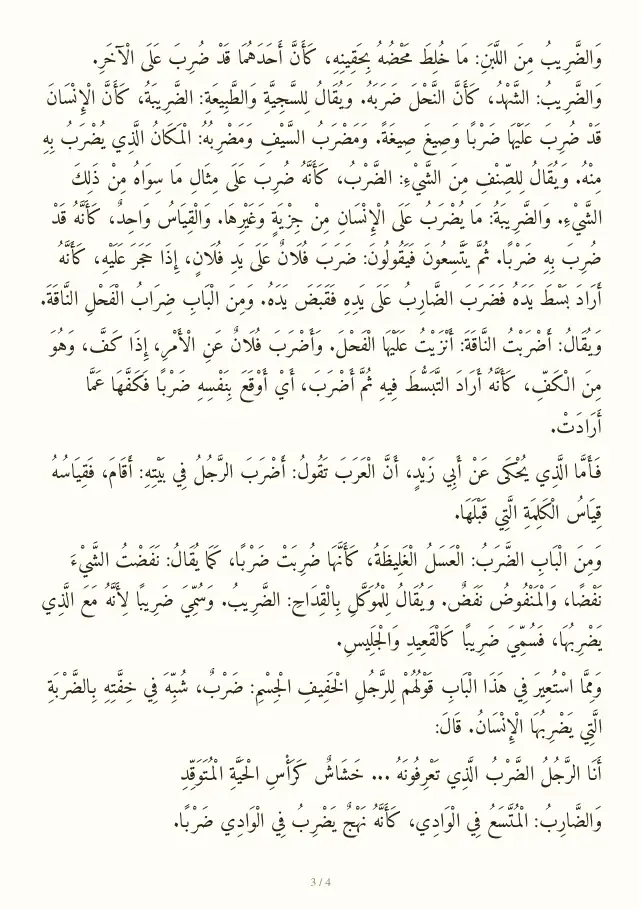 وَالضَّرِيبُ مِنَ اللَّبَنِ: مَا خُلِطَ مَحْضُهُ بِحَقِينِهِ، كَأَنَّ أَحَدَهُمَا قَدْ ضُرِبَ عَلَى الْآخَرِ.
وَالضَّرِيبُ: الشَّهْدُ، كَأَنَّ النَّحْلَ ضَرَبَهُ. وَيُقَالُ لِلسَّجِيَّةِ وَالطَّبِيعَةِ: الضَّرِيبَةُ، كَأَنَّ الْإِنْسَانَ
قَدْ ضُرِبَ عَلَيْهَا ضَرْبًا وَصِيغَ صِيغَةً. وَمَضْرَبُ السَّيْفِ وَمَضْرِبُهُ: الْمَكَانُ الَّذِي يُضْرَبُ بِهِ
مِنْهُ. وَيُقَالُ لِلصِّنْفِ مِنَ الشَّيْءِ: الضَّرْبُ، كَأَنَّهُ ضُرِبَ عَلَى مِثَالِ مَا سِوَاهُ مِنْ ذَلِكَ
الشَّيْءِ. وَالضَّرِيبَةُ: مَا يُضْرَبُ عَلَى الْإِنْسَانِ مِنْ جِزْيَةٍ وَغَيْرِهَا. وَالْقِيَاسُ وَاحِدٌ، كَأَنَّهُ قَدْ
ضُرِبَ بِهِ ضَرْبًا. ثُمَّ يَتَّسِعُونَ فَيَقُولُونَ: ضَرَبَ فُلَانٌ عَلَى يَدِ فُلَانٍ، إِذَا حَجَرَ عَلَيْهِ، كَأَنَّهُ
أَرَادَ بَسْطَ يَدَهُ فَضَرَبَ الضَّارِبُ عَلَى يَدِهِ فَقَبَضَ يَدَهُ. وَمِنَ الْبَابِ ضِرَابُ الْفَحْلِ النَّاقَةَ.
وَيُقَالُ: أَضْرَبْتُ النَّاقَةَ: أَنْزَيْتُ عَلَيْهَا الْفَحْلَ. وَأَضْرَبَ فُلَانٌ عَنِ الْأَمْرِ، إِذَا كَفَّ، وَهُوَ
مِنَ الْكَفِّ، كَأَنَّهُ أَرَادَ التَّبَسُّطَ فِيهِ ثُمَّ أَضْرَبَ، أَيْ أَوْقَعَ بِنَفْسِهِ ضَرْبًا فَكَفَّهَا عَمَّا
أَرَادَتْ.
فَأَمَّا الَّذِي يُحْكَى عَنْ أَبِي زَيْدٍ، أَنَّ الْعَرَبَ تَقُولُ: أَضْرَبَ الرَّجُلُ فِي بَيْتِهِ: أَقَامَ، فَقِيَاسُهُ
قِيَاسُ الْكَلِمَةِ الَّتِي قَبْلَهَا.
وَمِنَ الْبَابِ الضَّرَبُ: الْعَسَلُ الْغَلِيظَةُ، كَأَنَّهَا ضُرِبَتْ ضَرْبًا، كَمَا يُقَالُ: نَفَضْتُ الشَّيْءَ
نَفْضًا، وَالْمَنْفُوضُ نَفَضٌ. وَيُقَالُ لِلْمُوَكَّلِ بِالْقِدَاحِ: الضَّرِيبُ. وَسُمِّيَ ضَرِيبًا لِأَنَّهُ مَعَ الَّذِي
يَضْرِبُهَا، فَسُمِّيَ ضَرِيبًا كَالْقَعِيدِ وَالْجَلِيسِ.
وَمِمَّا اسْتُعِيرَ فِي هَذَا الْبَابِ قَوْلُهُمْ لِلرَّجُلِ الْخَفِيفِ الْجِسْمِ: ضَرْبٌ، شُبِّهَ فِي خِفَّتِهِ بِالضَّرْبَةِ
الَّتِي يَضْرِبُهَا الْإِنْسَانُ. قَالَ:
أَنَا الرَّجُلُ الضَّرْبُ الَّذِي تَعْرِفُونَهُ ... خَشَاشٌ كَرَأْسِ الْحَيَّةِ الْمُتَوَقِّدِ
وَالضَّارِبُ: الْمُتَّسَعُ فِي الْوَادِي، كَأَنَّهُ نَهْجٌ يَضْرِبُ فِي الْوَادِي ضَرْبًا.
3 / 4